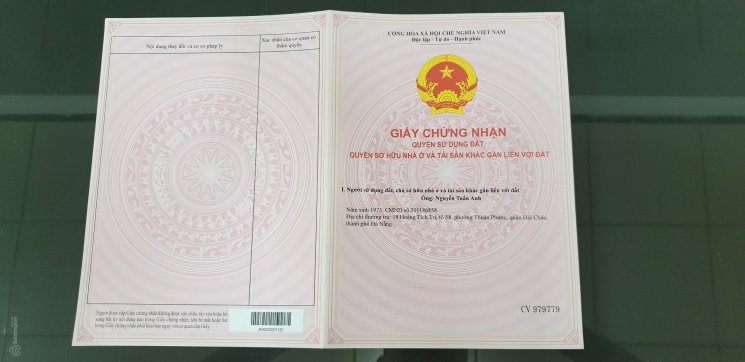 Nội dung thay đổi và cơ sở pháp lý
Xác nhận của cơ quan có
thẩm quyền
Người được cấp Giấy chứng nhận không được sửa chữa, tẩy xóa hoặc bổ
sung bất kỳ nội dung nào trong Giấy chứng nhận; khi bị mất hoặc hư
hỏng Giấy chứng nhận phải khai báo ngay với cơ quan cấp Giấy.
CỘNG HÒA XÃ HỘI CHỦ NGHĨA VIỆT NAM
Độc lập - Tự do - Hạnh phúc
GIẤY CHỨNG NHẬN
QUYỀN SỬ DỤNG ĐẤT
QUYỀN SỞ HỮU NHÀ Ở VÀ TÀI SẢN KHÁC GẮN LIỀN VỚI ĐẤT
I. Người sử dụng đất, chủ sở hữu nhà ở và tài sản khác gắn liền với đất
Ông: Nguyễn Tuấn Anh
Năm sinh 1973, CMND số
Địa chỉ thường trú: 19 Hoàng Tích Trí, tổ 58, phường Thuận Phước, quận Hải Châu,
thành phố Đà Nẵng
CV 979779